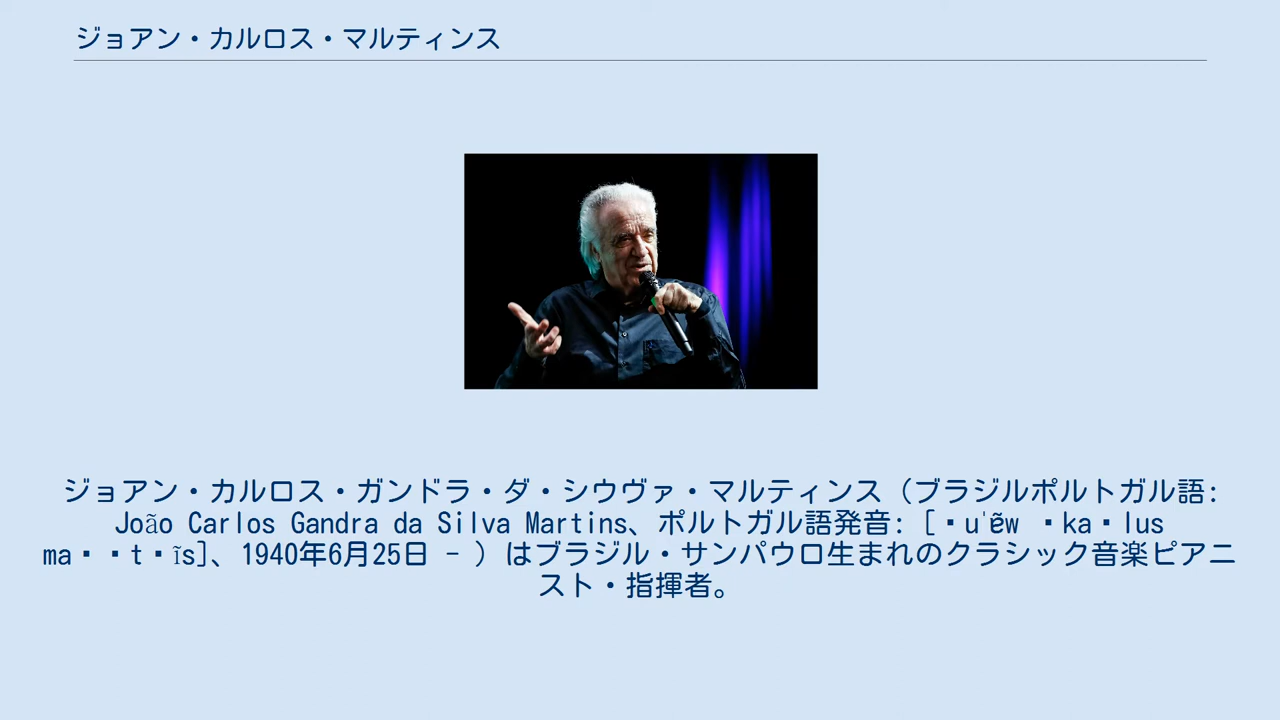 ジョアン・カルロス・マルティンス
ジョアン・カルロス・ガンドラ・ダ・シウヴァ・マルティンス（ブラジルポルトガル語:
João Carlos Gandra da Silva Martins、ポルトガル語発音: [▪uˈɐ̃w ▪ka▪lus
ma▪▪t▪ĩs]、1940年6月25日 - ）はブラジル・サンパウロ生まれのクラシック音楽ピアニ
スト・指揮者。